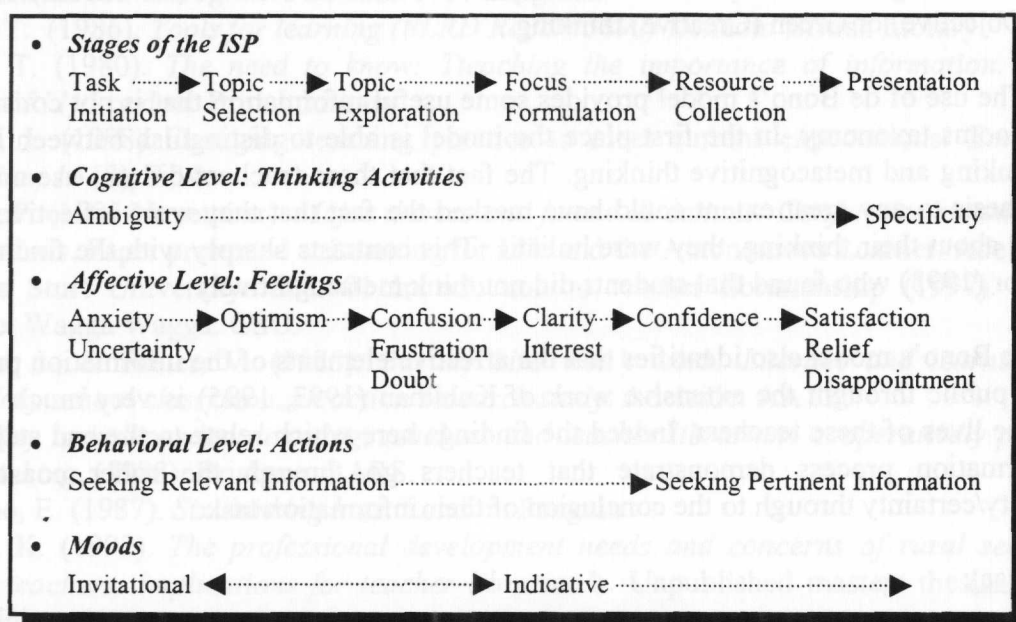 • Stages of the ISP
Task Topic Topic Focus Resource Presentation
Initiation Selection Exploration Formulation Collection
• Cognitive Level: Thinking Activities
Ambiguity Specificity
• Affective Level: Feelings
Anxiety Optimism Confusion Clarity Confidence Satisfaction
Uncertainty Frustration Interest Relief
Doubt Disappointment
• Behavioral Level: Actions
Seeking Relevant Information Seeking Pertinent Information
• Moods
Invitational Indicative